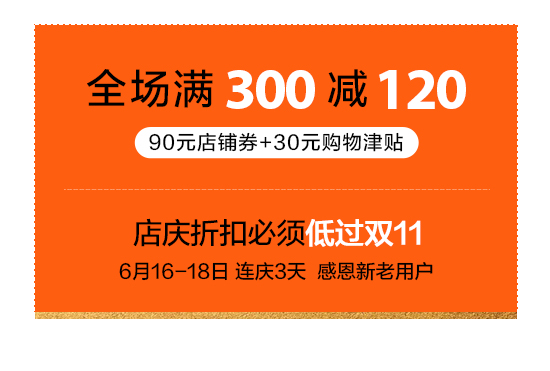 全场满 300 减 120
90元店铺券+30元购物津贴
店庆折扣必须低过双11
6月16-18日 连庆3天 感恩新老用户